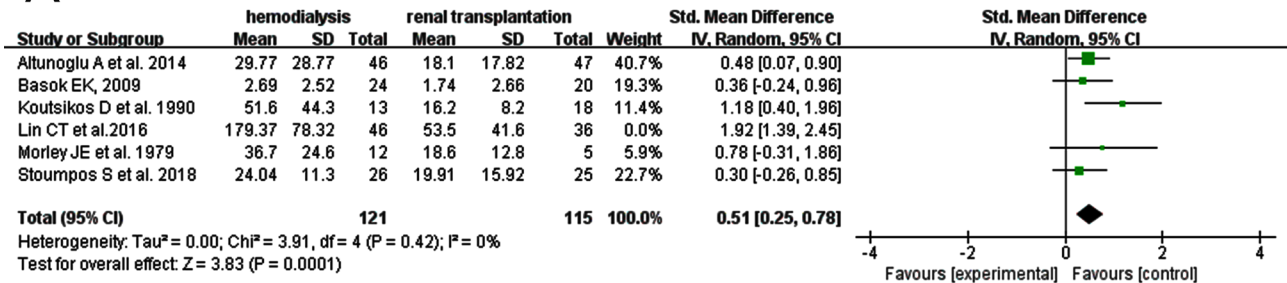 hemodialysis renal transplantation Std. Mean Difference Std. Mean Difference
Study or Subgroup Mean SD Total Mean SD Total Weight IV, Random, 95% CI IV, Random, 95% CI
Altunoglu A et al. 2014 29.77 28.77 46 18.1 17.82 47 40.7% 0.48 [0.07, 0.90]
Basok EK, 2009 2.69 2.52 24 1.74 2.66 20 19.3% 0.36 [-0.24, 0.96]
Koutsikos D et al. 1990 51.6 44.3 13 16.2 8.2 18 11.4% 1.18 [0.40, 1.96]
Lin CT et al.2016 179.37 78.32 46 53.5 41.6 36 0.0% 1.92 [1.39, 2.45]
Morley JE et al. 1979 36.7 24.6 12 18.6 12.8 5 5.9% 0.78 [-0.31, 1.86]
Stoumpos S et al. 2018 24.04 11.3 26 19.91 15.92 25 22.7% 0.30 [-0.26, 0.85]
Total (95% CI) 121 115 100.0% 0.51 [0.25, 0.78]
Heterogeneity: Tau² = 0.00; Chi² = 3.91, df = 4 (P = 0.42); I² = 0%
Test for overall effect: Z = 3.83 (P = 0.0001)
-4 -2 0 2 4
Favours [experimental] Favours [control]